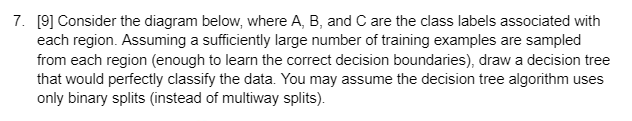 7. [9] Consider the diagram below, where A, B, and C are the class labels associated with
each region. Assuming a sufficiently large number of training examples are sampled
from each region (enough to learn the correct decision boundaries), draw a decision tree
that would perfectly classify the data. You may assume the decision tree algorithm uses
only binary splits (instead of multiway splits).